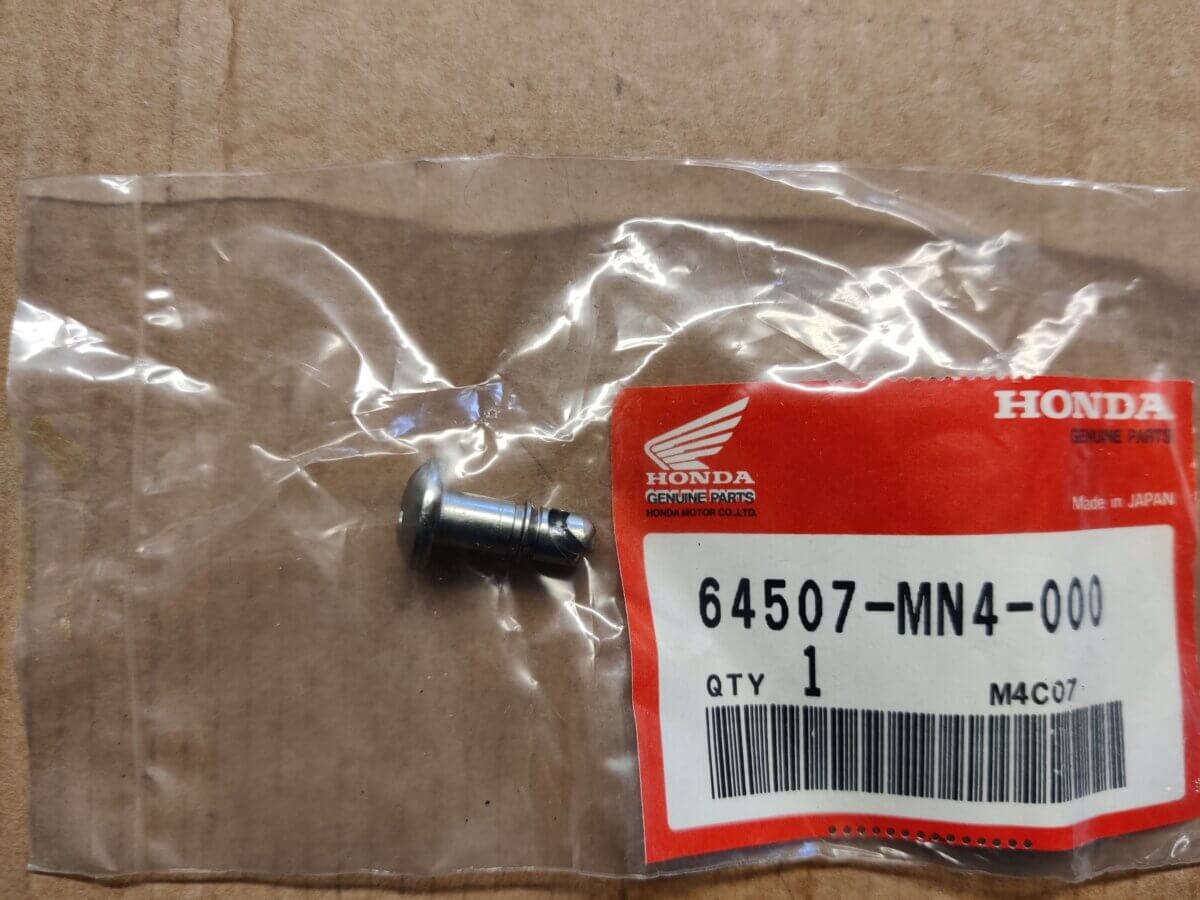 HONDA
GENUINE PARTS
HONDA
GENUINE PARTS
HONDA MOTOR CO.,LTD.
Made in JAPAN
64507-MN4-000
QTY 1
M4C07